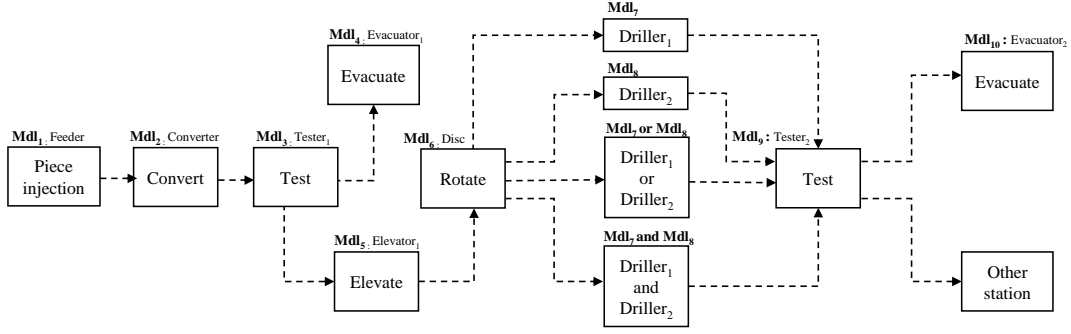 Mdl₁ : Feeder
Piece
injection
Mdl₂ : Converter
Convert
Mdl₃ : Tester₁
Test
Mdl₄ : Evacuator₁
Evacuate
Mdl₅ : Elevator₁
Elevate
Mdl₆ : Disc
Rotate
Mdl₇
Driller₁
Mdl₈
Driller₂
Mdl₇ or Mdl₈
Driller₁
or
Driller₂
Mdl₇ and Mdl₈
Driller₁
and
Driller₂
Mdl₉ : Tester₂
Test
Mdl₁₀ : Evacuator₂
Evacuate
Other
station